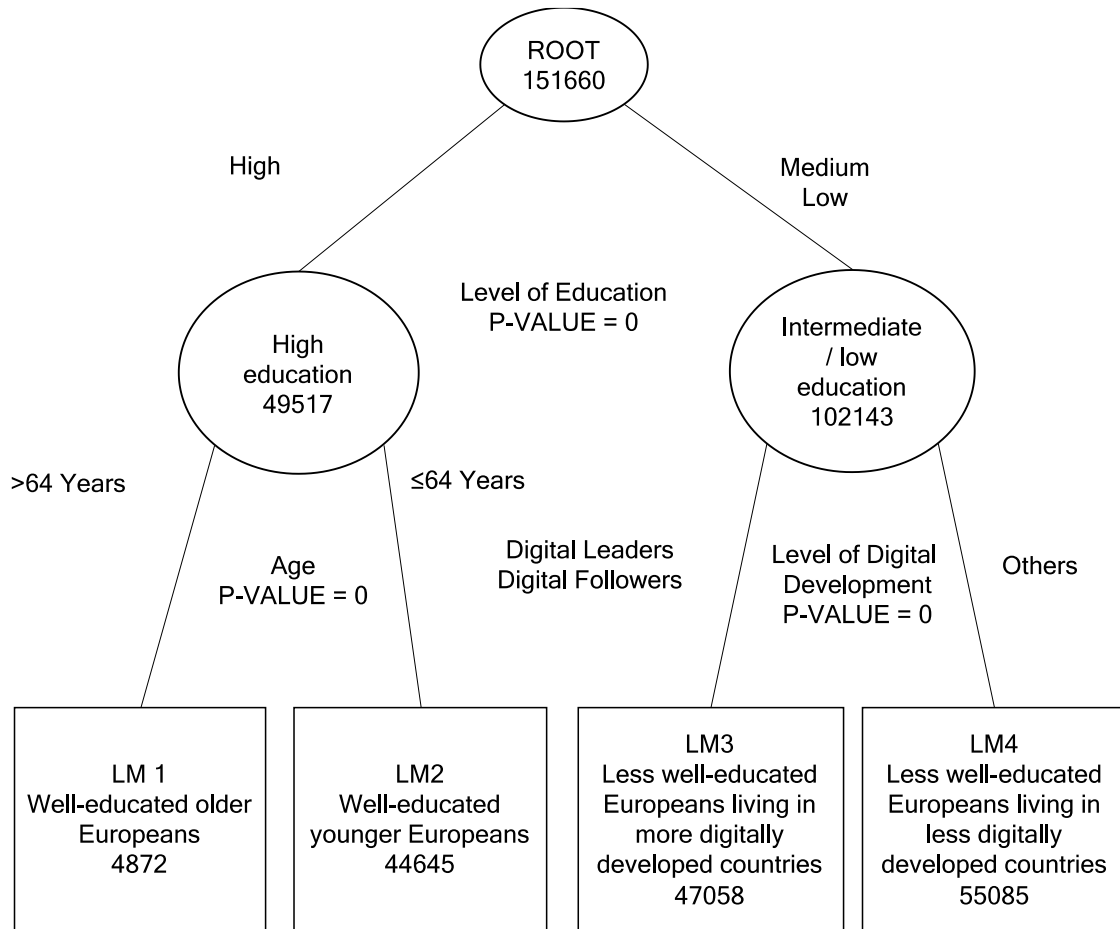 ROOT
151660
High
Medium
Low
Level of Education
P-VALUE = 0
High
education
49517
Intermediate
/ low
education
102143
>64 Years
≤64 Years
Age
P-VALUE = 0
Digital Leaders
Digital Followers
Level of Digital
Development
P-VALUE = 0
Others
LM 1
Well-educated older
Europeans
4872
LM2
Well-educated
younger Europeans
44645
LM3
Less well-educated
Europeans living in
more digitally
developed countries
47058
LM4
Less well-educated
Europeans living in
less digitally
developed countries
55085